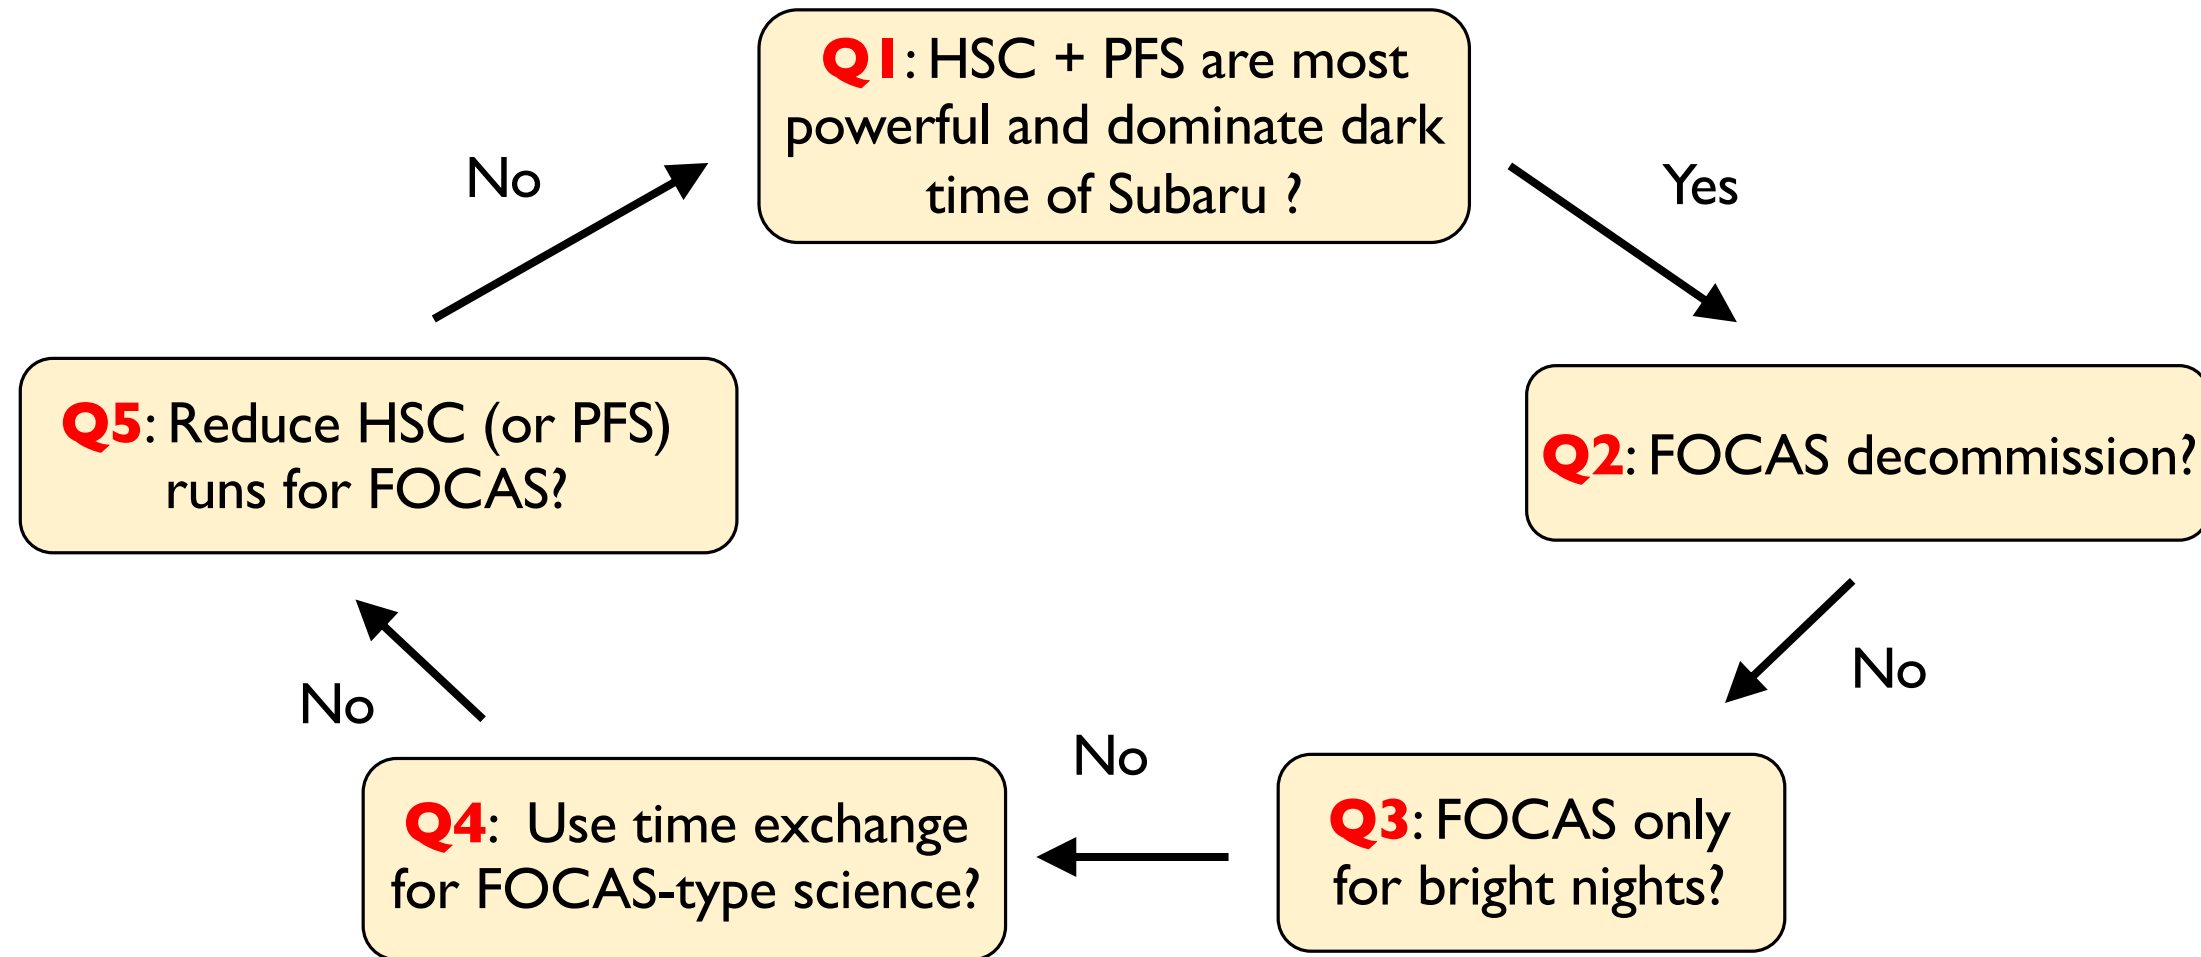 Q1: HSC + PFS are most
powerful and dominate dark
time of Subaru ?
No
Yes
Q5: Reduce HSC (or PFS)
runs for FOCAS?
Q2: FOCAS decommission?
No
No
No
Q4:  Use time exchange
for FOCAS-type science?
Q3: FOCAS only
for bright nights?